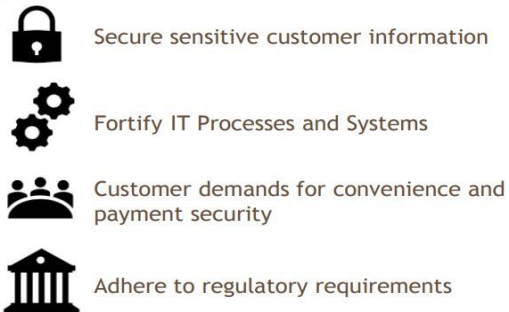 Secure sensitive customer information
Fortify IT Processes and Systems
Customer demands for convenience and
payment security
Adhere to regulatory requirements